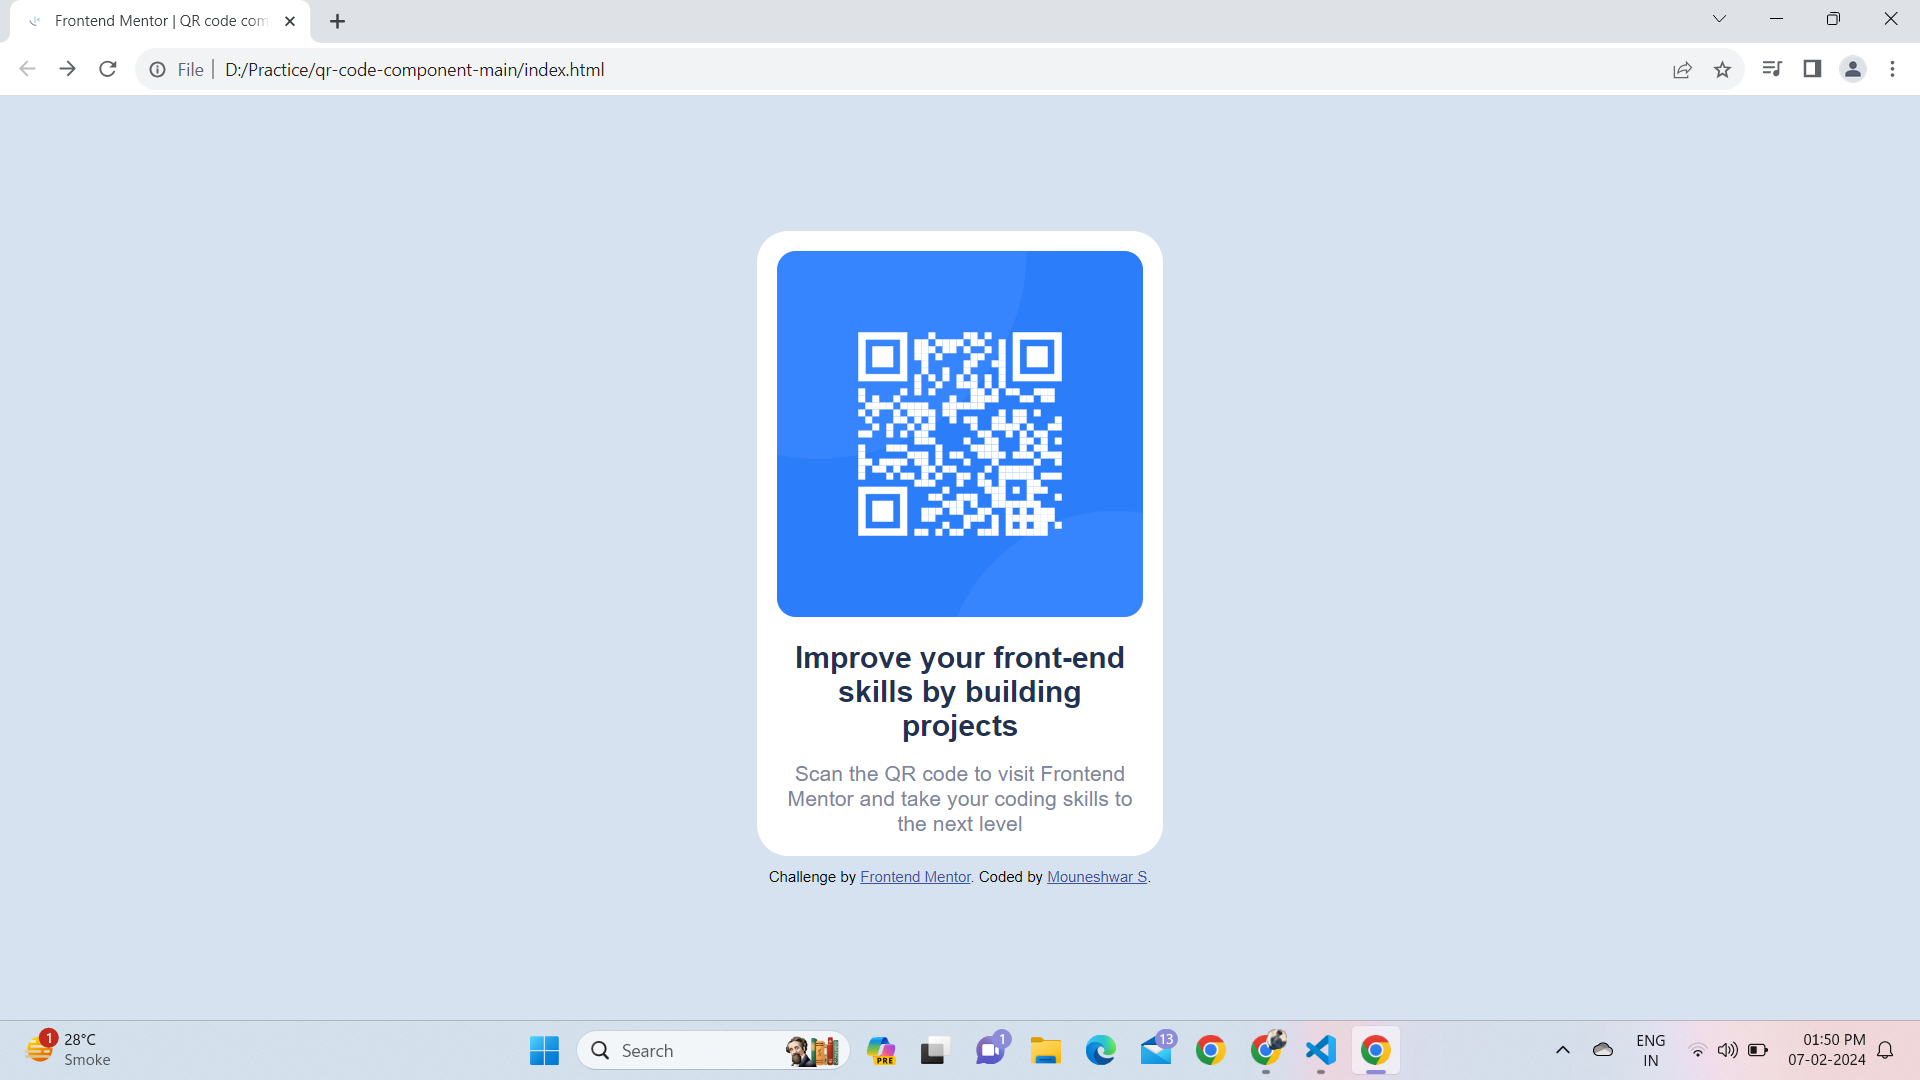 Frontend Mentor | QR code com
File
D:/Practice/qr-code-component-main/index.html
Improve your front-end
skills by building
projects
Scan the QR code to visit Frontend
Mentor and take your coding skills to
the next level
Challenge by Frontend Mentor. Coded by Mouneshwar S.
1
28°C
Smoke
Search
PRE
1
13
ENG
IN
01:50 PM
07-02-2024